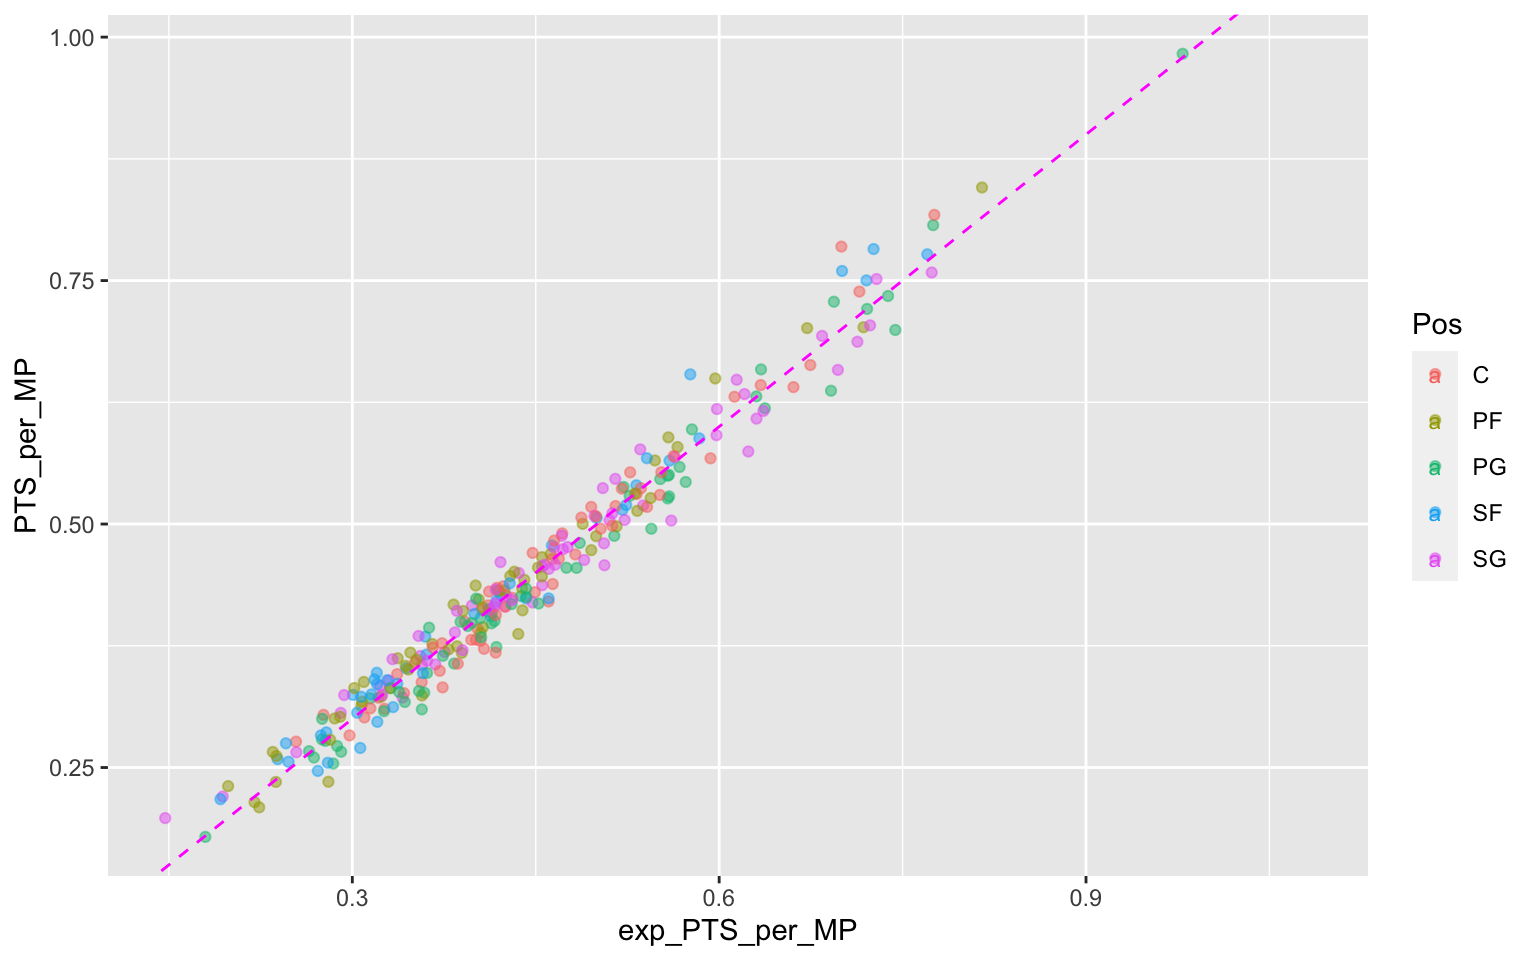 1.00
0.75
0.50
0.25
PTS_per_MP
0.3
0.6
0.9
exp_PTS_per_MP
Pos
a C
a PF
a PG
a SF
a SG